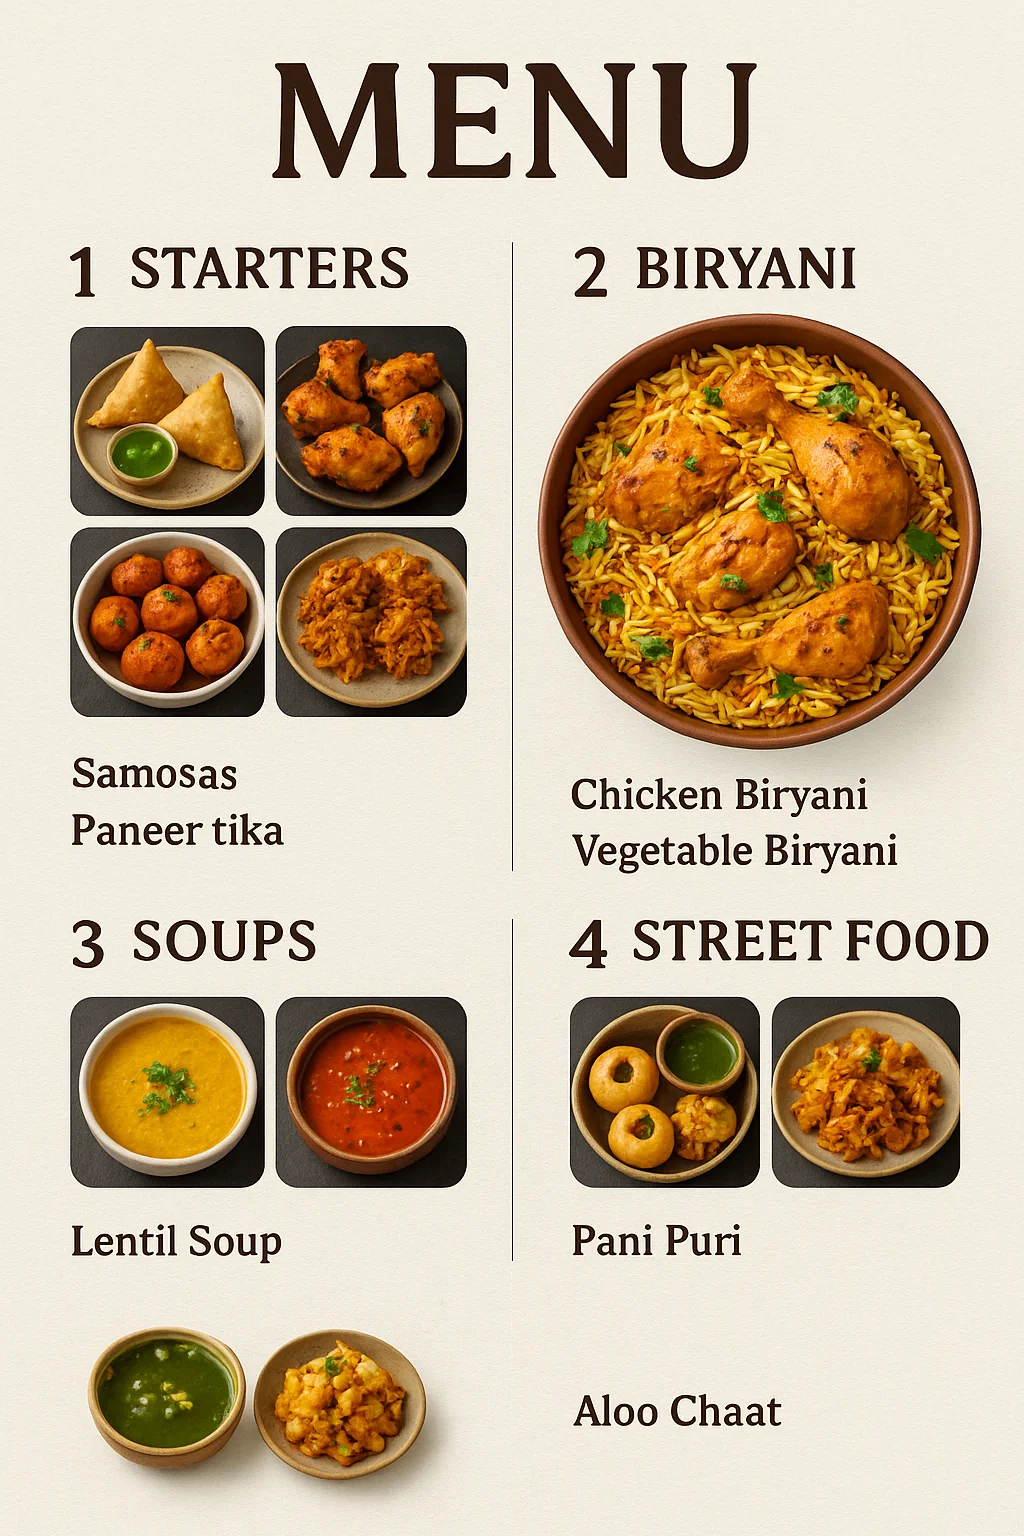 MENU
1 STARTERS
Samosas
Paneer tika
2 BIRYANI
Chicken Biryani
Vegetable Biryani
3 SOUPS
Lentil Soup
4 STREET FOOD
Pani Puri
Aloo Chaat